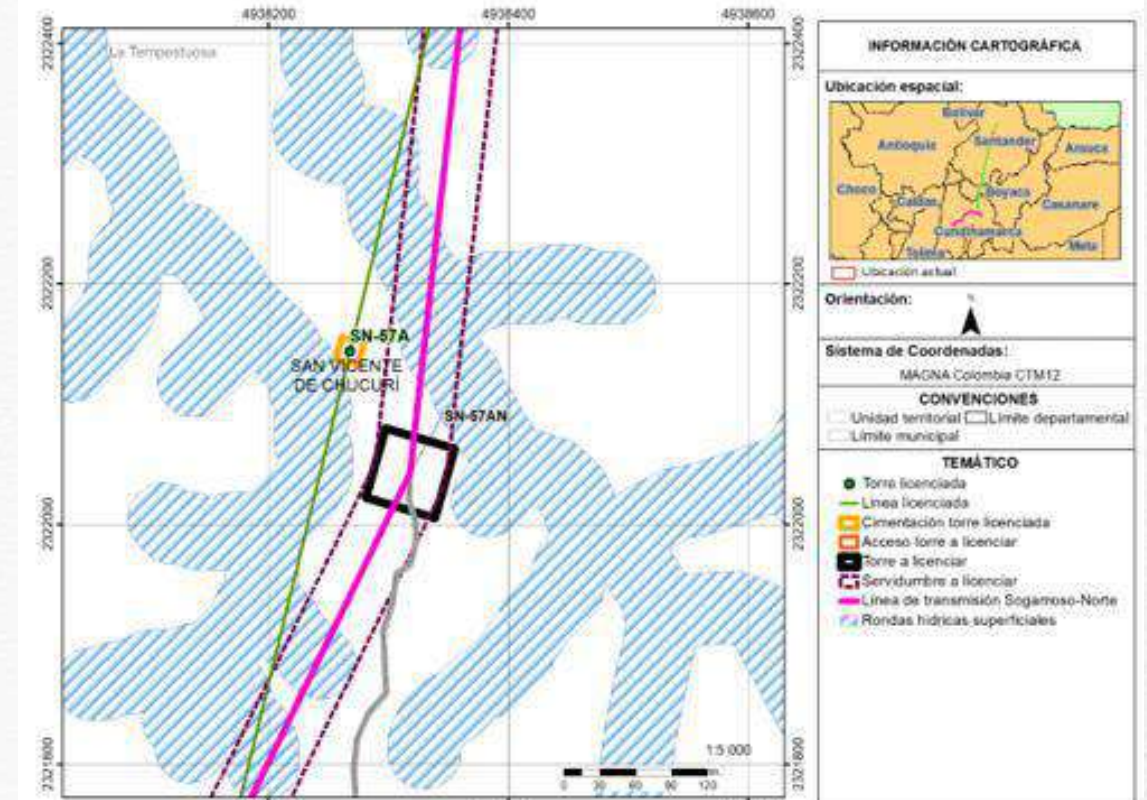 4938200 4938400 4938600
2322400
2322400
La Tempestuosa
2322200
2322200
SN-57A
SAN VICENTE
DE CHUCURÍ
SN-57AN
2322000
2322000
2321800
2321800
1:5 000
0 30 60 90 120
INFORMACIÓN CARTOGRÁFICA
Ubicación espacial:
Bolívar
Antioquia
Santander
Arauca
Choco
Caldas
Boyaca
Casanare
Cundinamarca
Tolima
Meta
Ubicación actual
Orientación:
N
Sistema de Coordenadas:
MAGNA Colombia CTM12
CONVENCIONES
Unidad territorial Límite departamental
Límite municipal
TEMÁTICO
Torre licenciada
Línea licenciada
Cimentación torre licenciada
Acceso torre a licenciar
Torre a licenciar
Servidumbre a licenciar
Línea de transmisión Sogamoso-Norte
Rondas hídricas superficiales